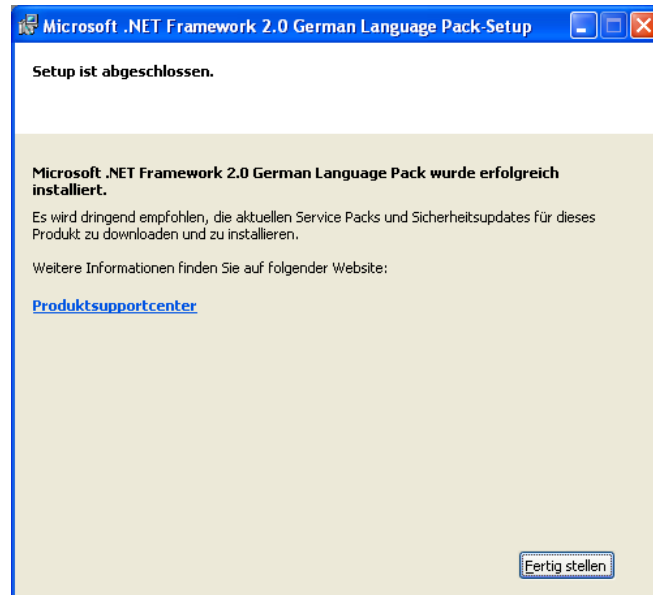 Microsoft .NET Framework 2.0 German Language Pack-Setup
Setup ist abgeschlossen.
Microsoft .NET Framework 2.0 German Language Pack wurde erfolgreich
installiert.
Es wird dringend empfohlen, die aktuellen Service Packs und Sicherheitsupdates für dieses
Produkt zu downloaden und zu installieren.
Weitere Informationen finden Sie auf folgender Website:
Produktsupportcenter
Fertig stellen